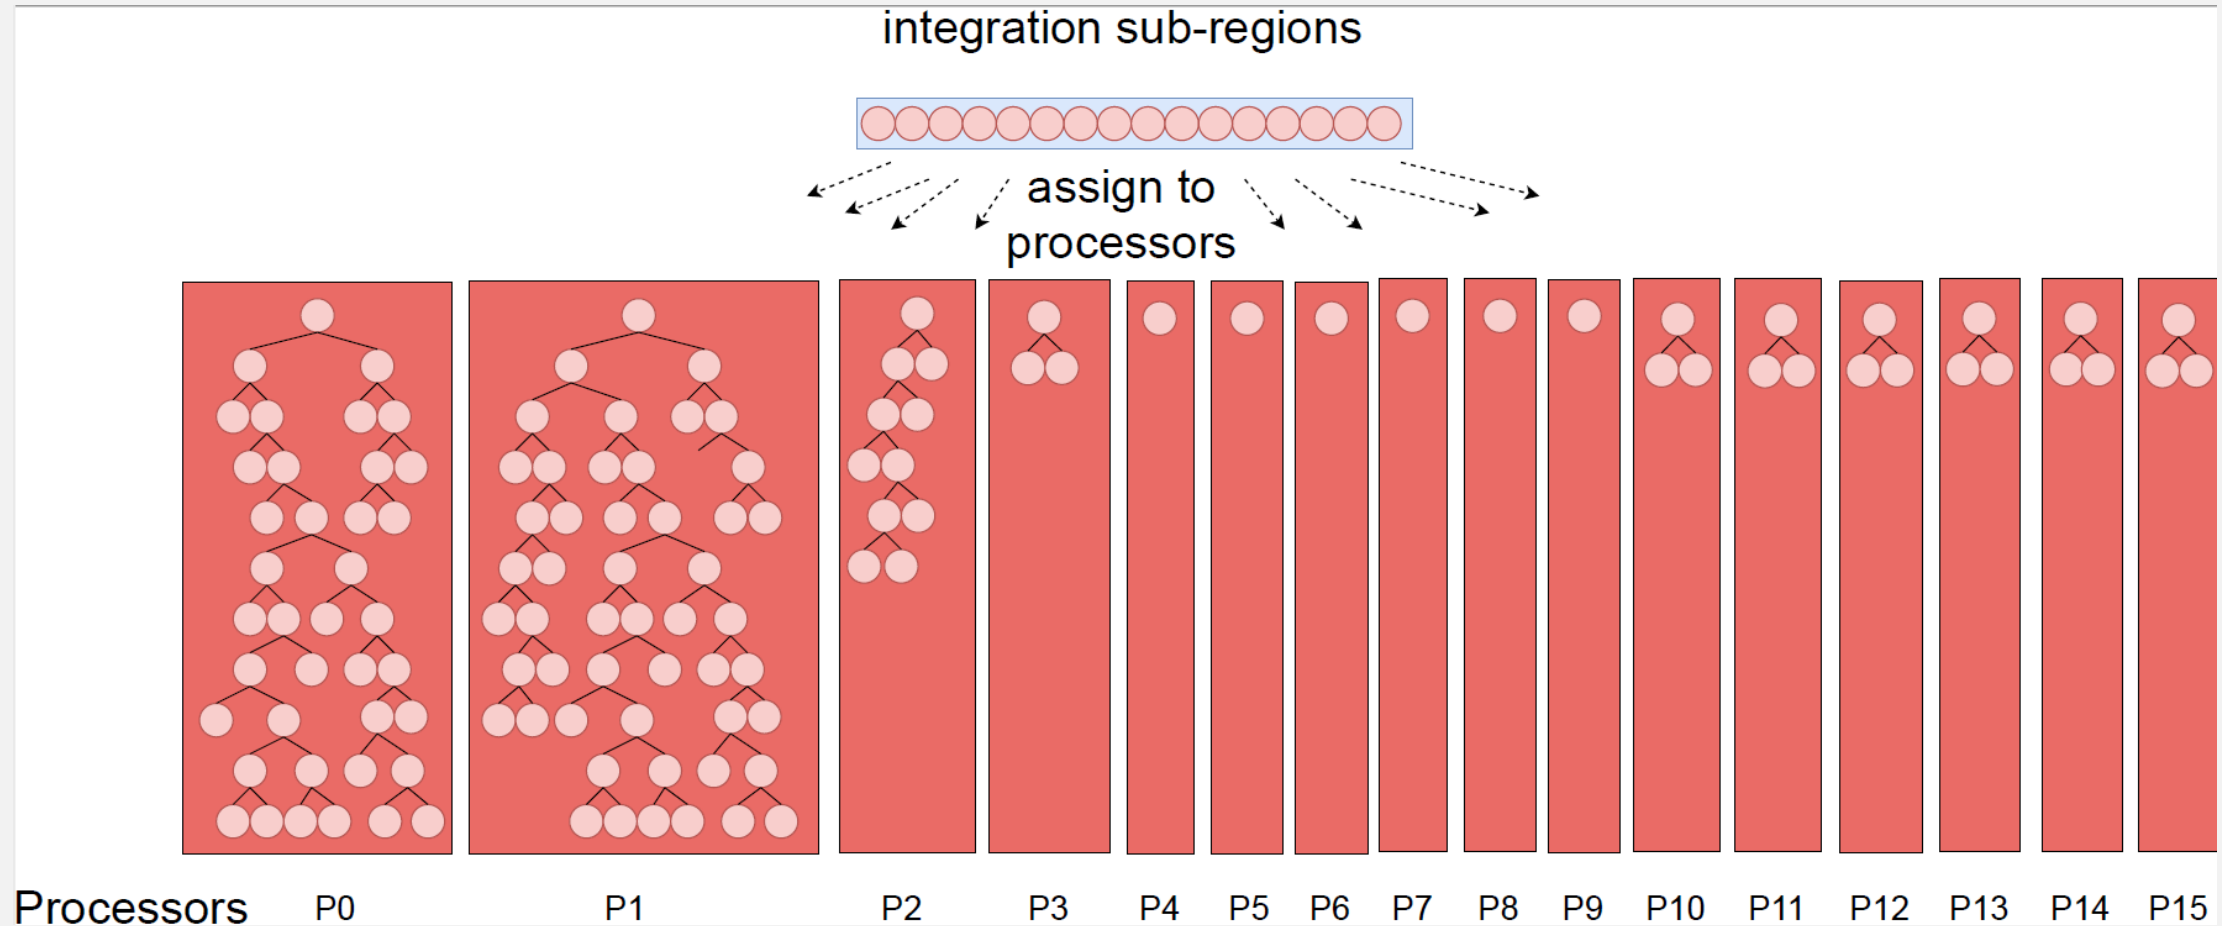 integration sub-regions
assign to
processors
Processors P0 P1 P2 P3 P4 P5 P6 P7 P8 P9 P10 P11 P12 P13 P14 P15